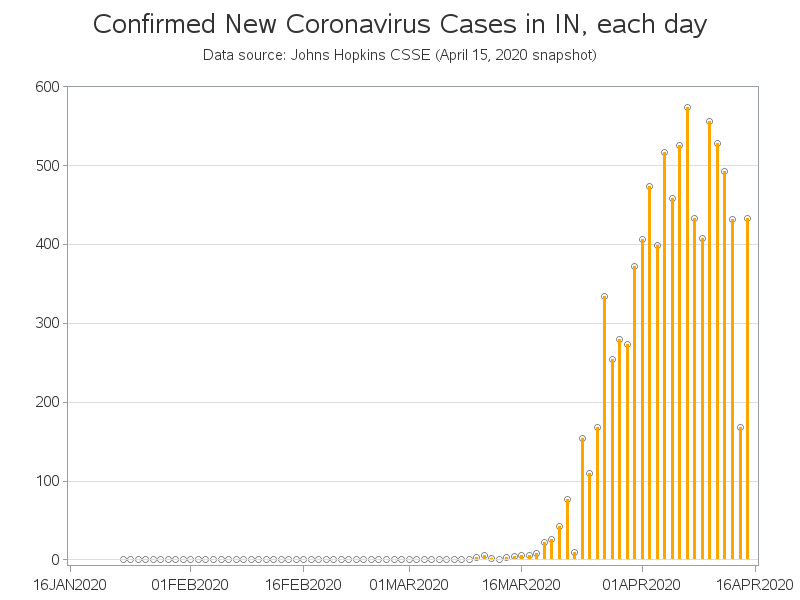 Confirmed New Coronavirus Cases in IN, each day
Data source: Johns Hopkins CSSE (April 15, 2020 snapshot)
600
500
400
300
200
100
0
16JAN2020 01FEB2020 16FEB2020 01MAR2020 16MAR2020 01APR2020 16APR2020